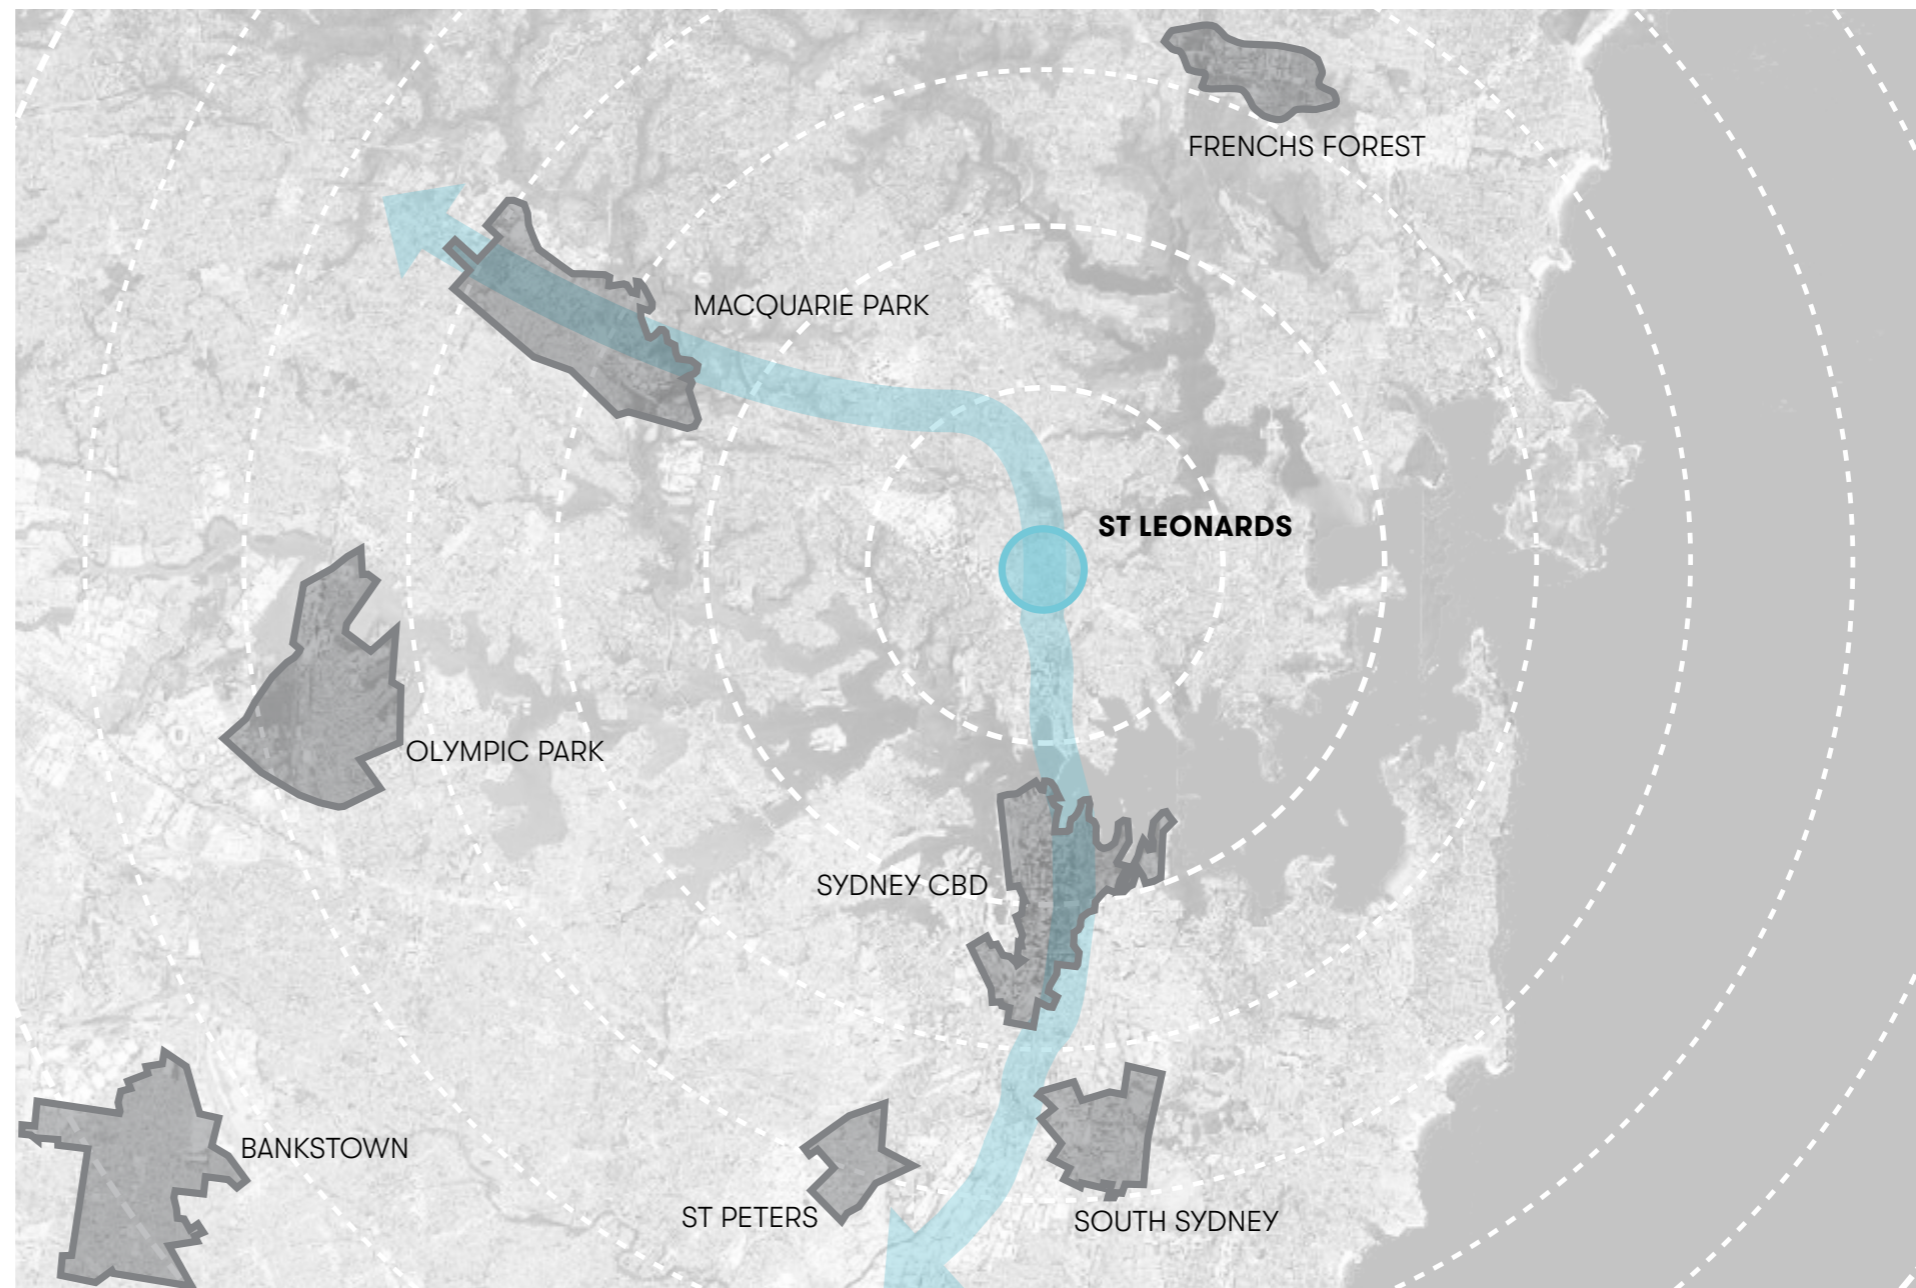 FRENCHS FOREST
MACQUARIE PARK
ST LEONARDS
OLYMPIC PARK
SYDNEY CBD
BANKSTOWN
ST PETERS
SOUTH SYDNEY